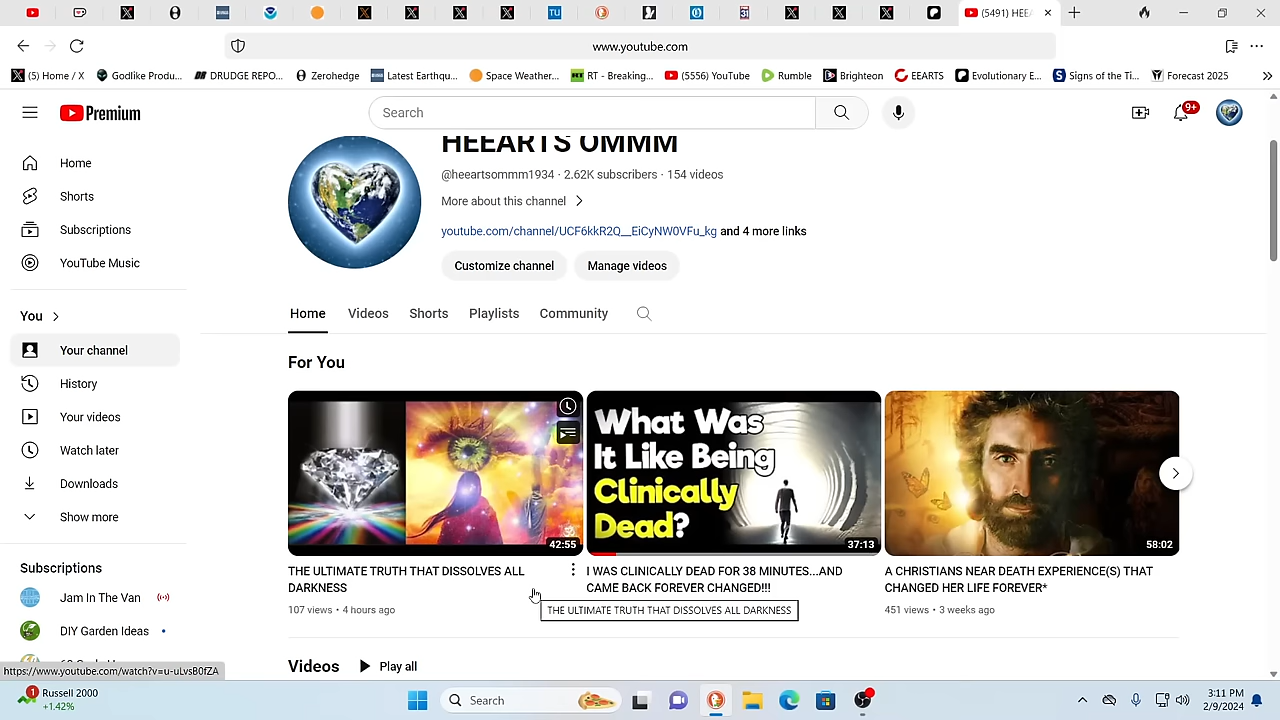 (5491) HEE
www.youtube.com
(5) Home / X
Godlike Produ...
DRUDGE REPO...
Zerohedge
Latest Earthqu...
Space Weather...
RT - Breaking...
(5556) YouTube
Rumble
Brighteon
EEARTS
Evolutionary E...
Signs of the Ti...
Forecast 2025
Premium
Search
9+
HEEARTS OMMM
@heeartsommm1934 · 2.62K subscribers · 154 videos
More about this channel
youtube.com/channel/UCF6kkR2Q__EiCyNW0VFu_kg and 4 more links
Customize channel
Manage videos
Home
Videos
Shorts
Playlists
Community
Home
Shorts
Subscriptions
YouTube Music
You
Your channel
History
Your videos
Watch later
Downloads
Show more
Subscriptions
Jam In The Van
DIY Garden Ideas
For You
42:55
THE ULTIMATE TRUTH THAT DISSOLVES ALL
DARKNESS
107 views • 4 hours ago
THE ULTIMATE TRUTH THAT DISSOLVES ALL DARKNESS
What Was
It Like Being
Clinically
Dead?
37:13
I WAS CLINICALLY DEAD FOR 38 MINUTES...AND
CAME BACK FOREVER CHANGED!!!
58:02
A CHRISTIANS NEAR DEATH EXPERIENCE(S) THAT
CHANGED HER LIFE FOREVER*
451 views • 3 weeks ago
Videos
Play all
https://www.youtube.com/watch?v=u-uLvsB0fZA
1
Russell 2000
+1.42%
Search
3:11 PM
2/9/2024